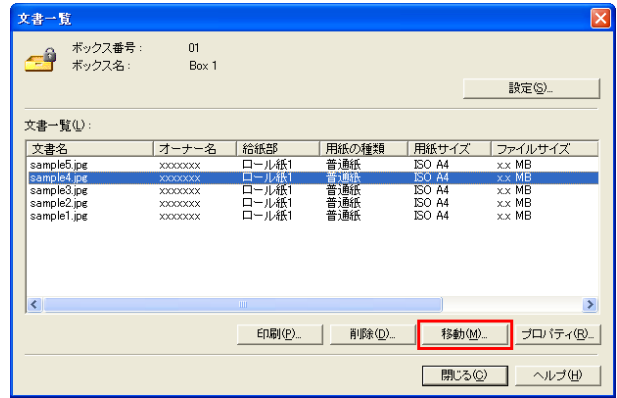 文書一覧
ボックス番号： 01
ボックス名： Box 1
設定(S)...
文書一覧(L)：
文書名 オーナー名 給紙部 用紙の種類 用紙サイズ ファイルサイズ
sample5.jpg xxxxxxx ロール紙1 普通紙 ISO A4 x.x MB
sample4.jpg xxxxxxx ロール紙1 普通紙 ISO A4 x.x MB
sample3.jpg xxxxxxx ロール紙1 普通紙 ISO A4 x.x MB
sample2.jpg xxxxxxx ロール紙1 普通紙 ISO A4 x.x MB
sample1.jpg xxxxxxx ロール紙1 普通紙 ISO A4 x.x MB
印刷(P)... 削除(D)... 移動(M)... プロパティ(R)...
閉じる(C) ヘルプ(H)